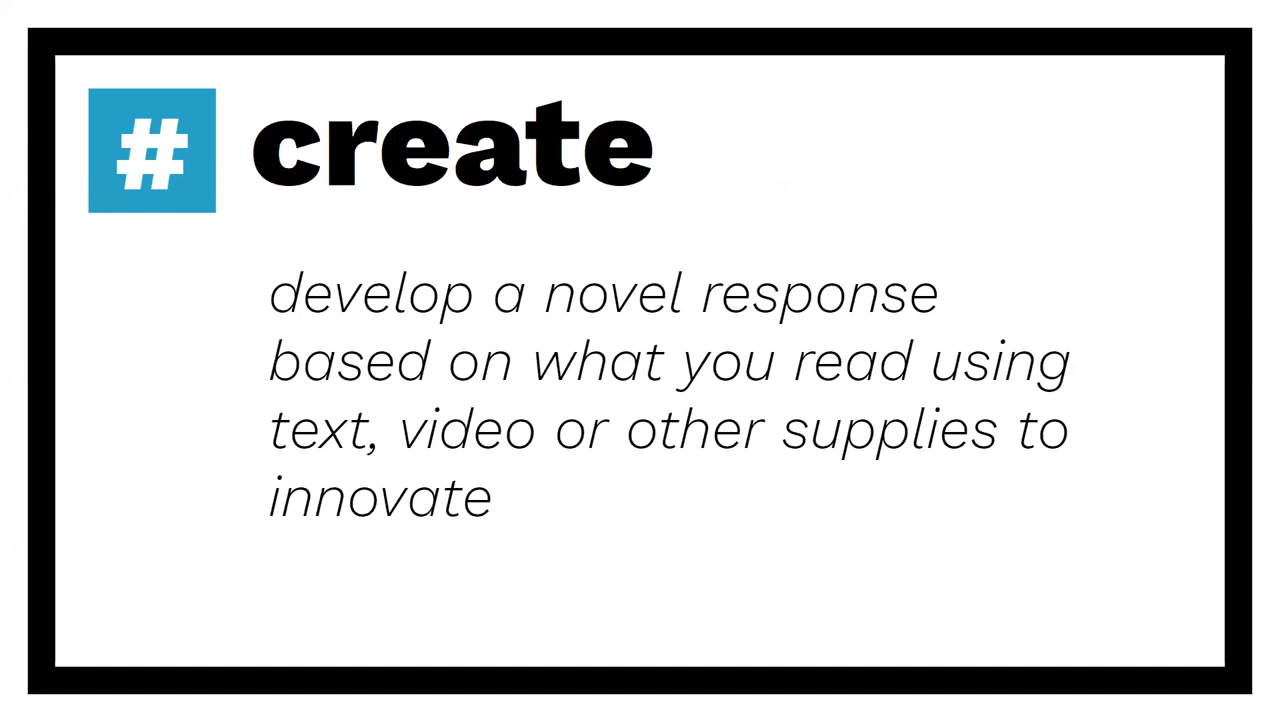 # create
develop a novel response
based on what you read using
text, video or other supplies to
innovate